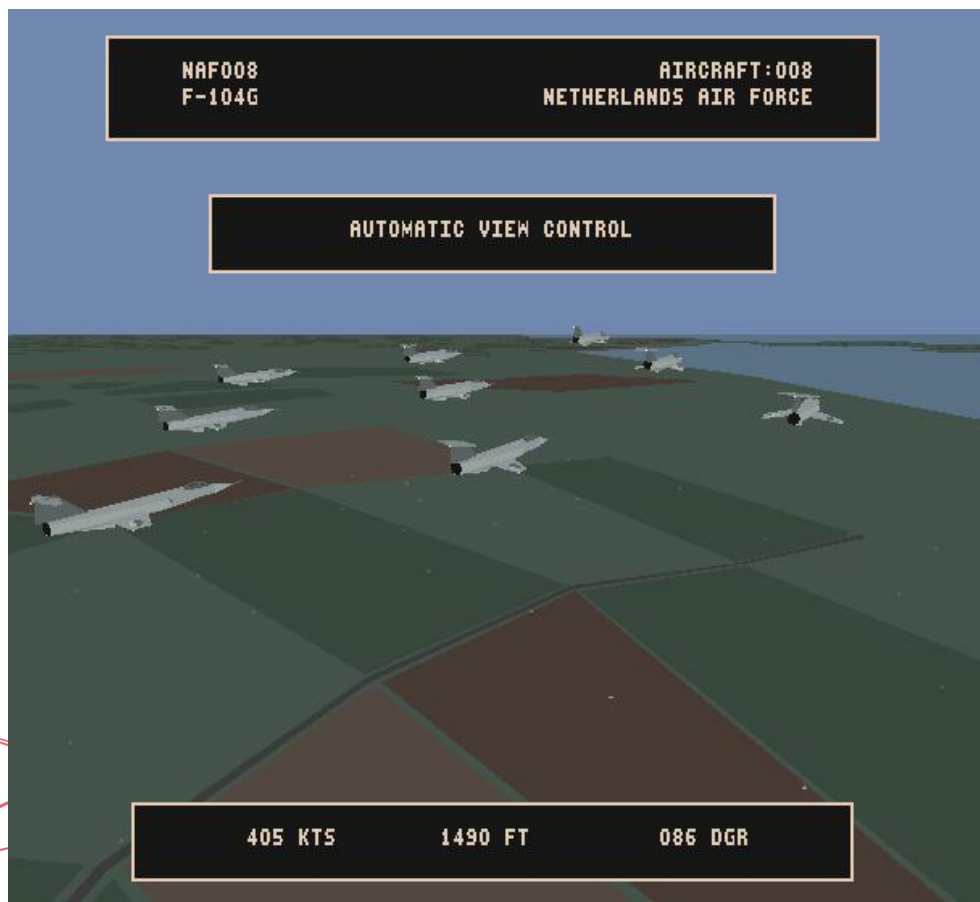 NAF008 AIRCRAFT:008
F-104G NETHERLANDS AIR FORCE
AUTOMATIC VIEW CONTROL
405 KTS 1490 FT 086 DGR